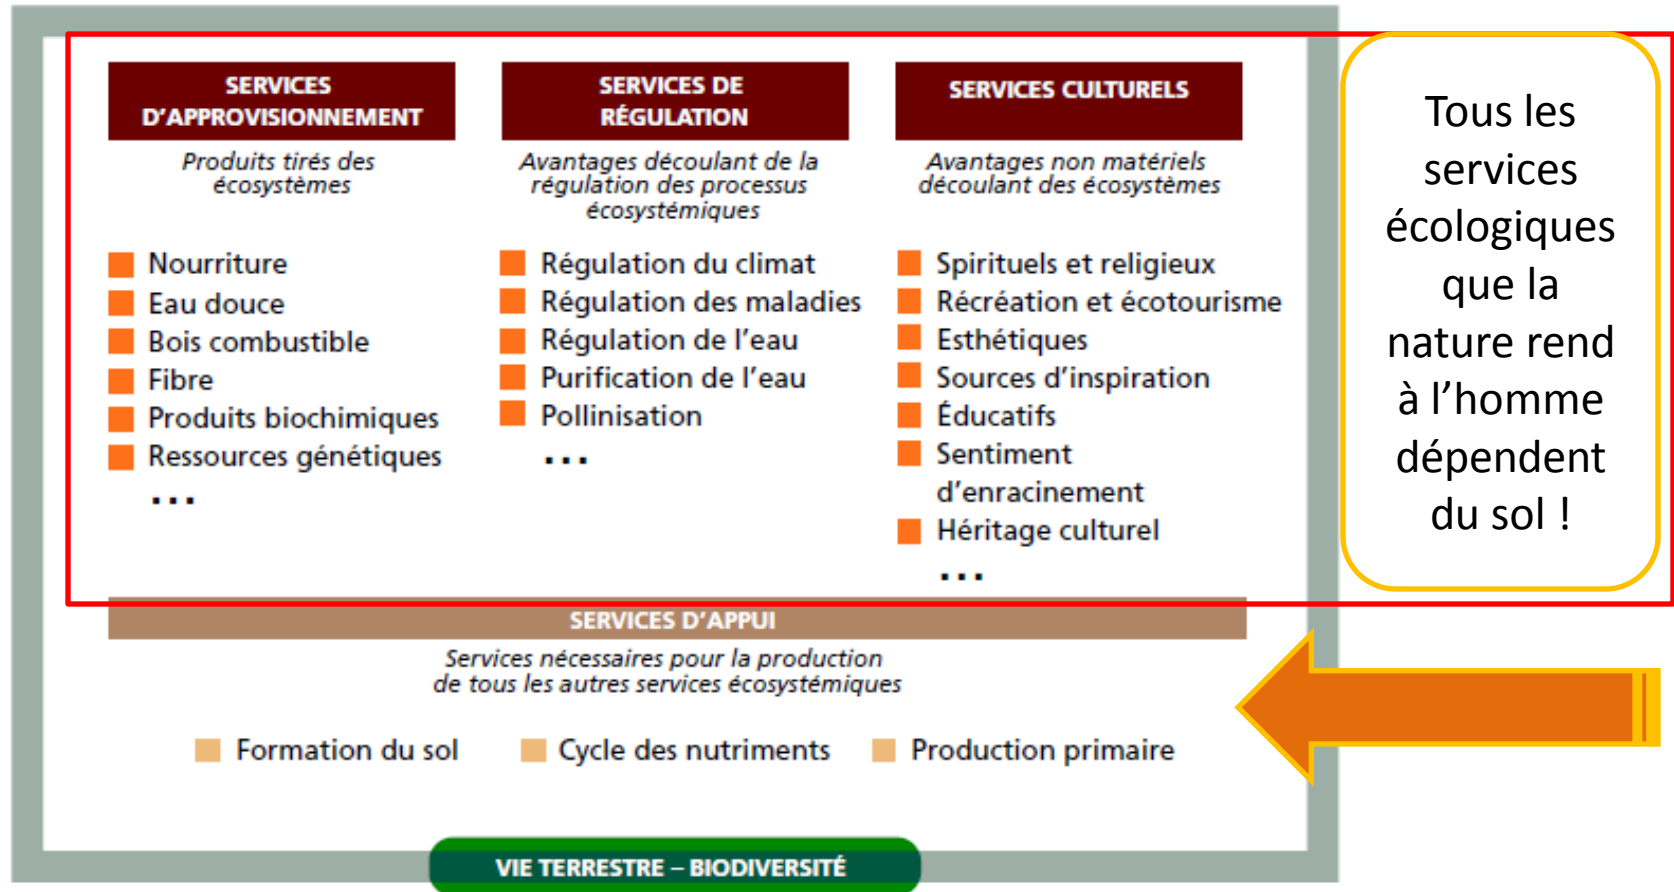 SERVICES
D'APPROVISIONNEMENT
Produits tirés des
écosystèmes
Nourriture
Eau douce
Bois combustible
Fibre
Produits biochimiques
Ressources génétiques
...
SERVICES DE
RÉGULATION
Avantages découlant de la
régulation des processus
écosystémiques
Régulation du climat
Régulation des maladies
Régulation de l'eau
Purification de l'eau
Pollinisation
...
SERVICES CULTURELS
Avantages non matériels
découlant des écosystèmes
Spirituels et religieux
Récréation et écotourisme
Esthétiques
Sources d'inspiration
Éducatifs
Sentiment
d'enracinement
Héritage culturel
...
Tous les
services
écologiques
que la
nature rend
à l’homme
dépendent
du sol !
SERVICES D'APPUI
Services nécessaires pour la production
de tous les autres services écosystémiques
Formation du sol
Cycle des nutriments
Production primaire
VIE TERRESTRE – BIODIVERSITÉ